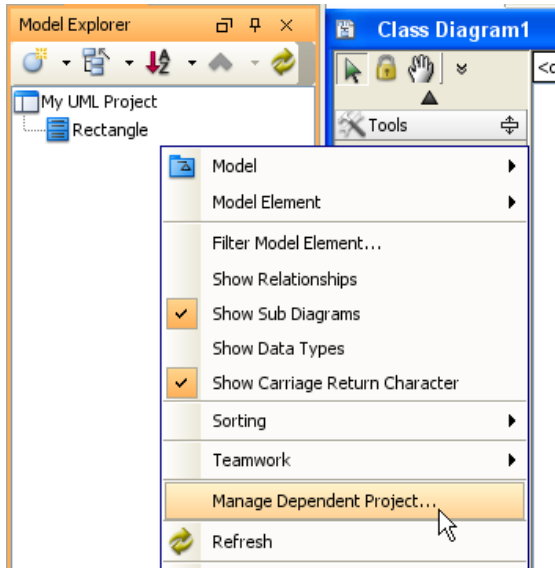 Model Explorer
Class Diagram1
<c
Tools
My UML Project
Rectangle
Model
Model Element
Filter Model Element...
Show Relationships
Show Sub Diagrams
Show Data Types
Show Carriage Return Character
Sorting
Teamwork
Manage Dependent Project...
Refresh